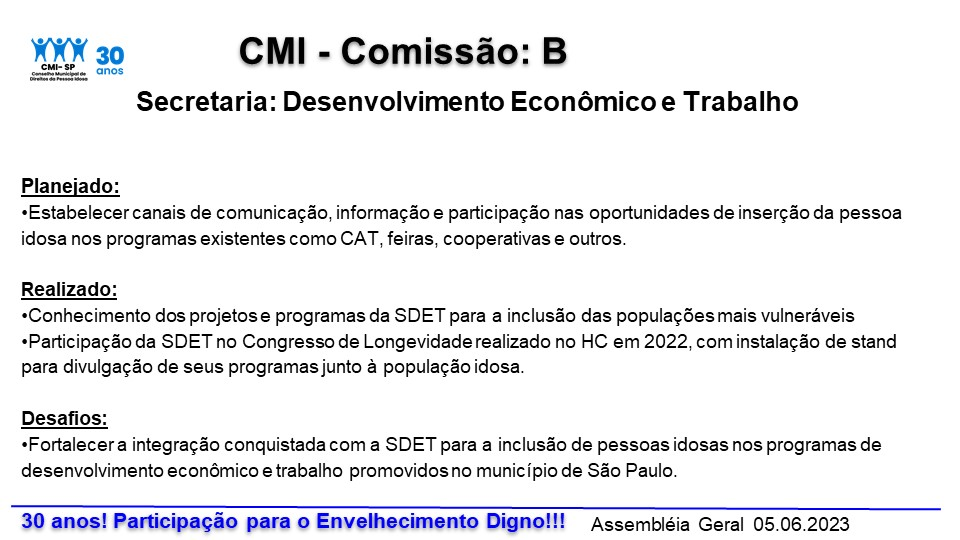 CMI - Comissão: B
CMI- SP
Conselho Municipal de
Direitos da Pessoa Idosa
30
anos
Secretaria: Desenvolvimento Econômico e Trabalho
Planejado:
•Estabelecer canais de comunicação, informação e participação nas oportunidades de inserção da pessoa
idosa nos programas existentes como CAT, feiras, cooperativas e outros.
Realizado:
•Conhecimento dos projetos e programas da SDET para a inclusão das populações mais vulneráveis
•Participação da SDET no Congresso de Longevidade realizado no HC em 2022, com instalação de stand
para divulgação de seus programas junto à população idosa.
Desafios:
•Fortalecer a integração conquistada com a SDET para a inclusão de pessoas idosas nos programas de
desenvolvimento econômico e trabalho promovidos no município de São Paulo.
30 anos! Participação para o Envelhecimento Digno!!!
Assembléia Geral 05.06.2023